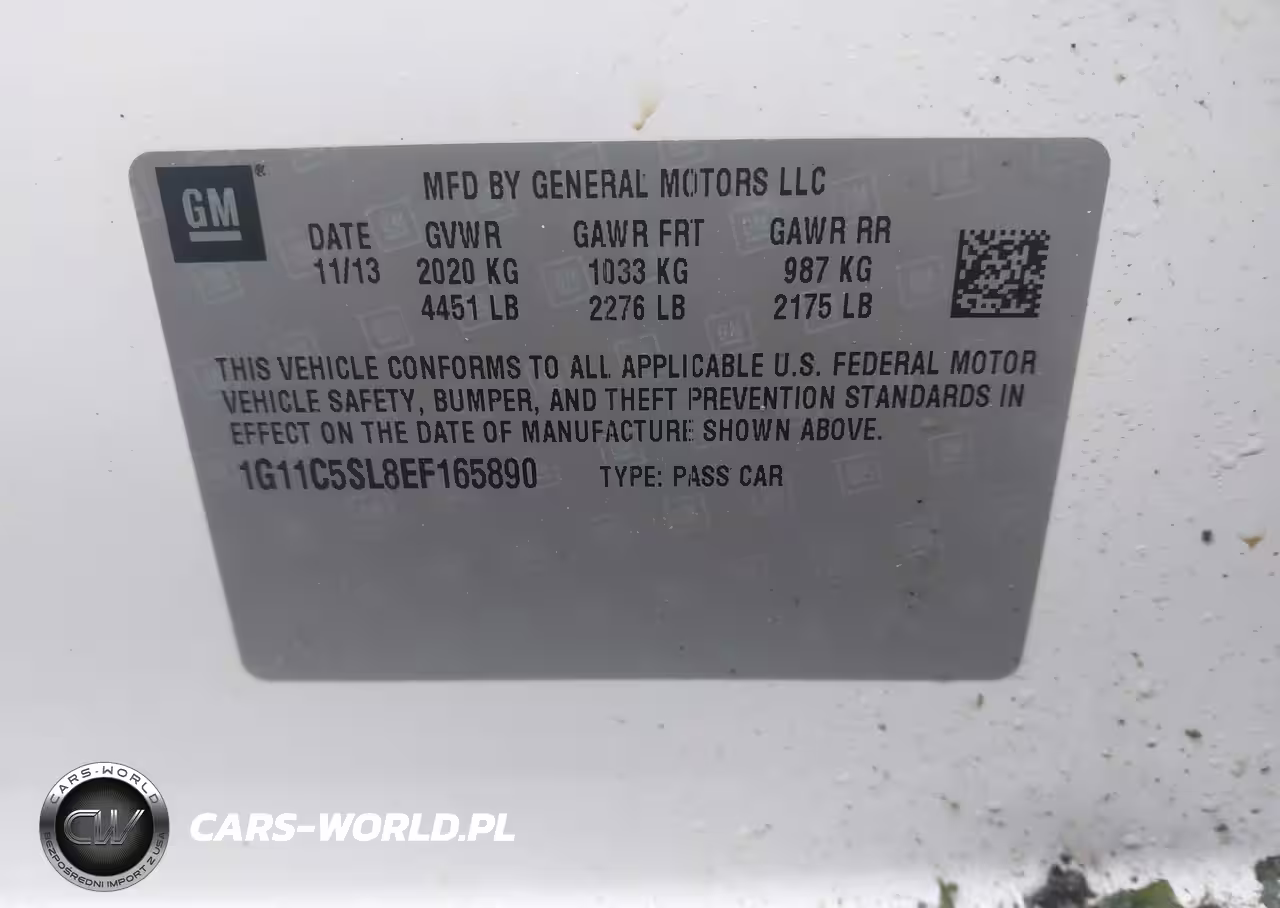 GM®
MFD BY GENERAL MOTORS LLC
DATE GVWR GAWR FRT GAWR RR
11/13 2020 KG 1033 KG 987 KG
4451 LB 2276 LB 2175 LB
THIS VEHICLE CONFORMS TO ALL APPLICABLE U.S. FEDERAL MOTOR
VEHICLE SAFETY, BUMPER, AND THEFT PREVENTION STANDARDS IN
EFFECT ON THE DATE OF MANUFACTURE SHOWN ABOVE.
1G11C5SL8EF165890 TYPE: PASS CAR
CARS-WORLD
CW
BEZPOŚREDNI IMPORT Z USA
CARS-WORLD.PL